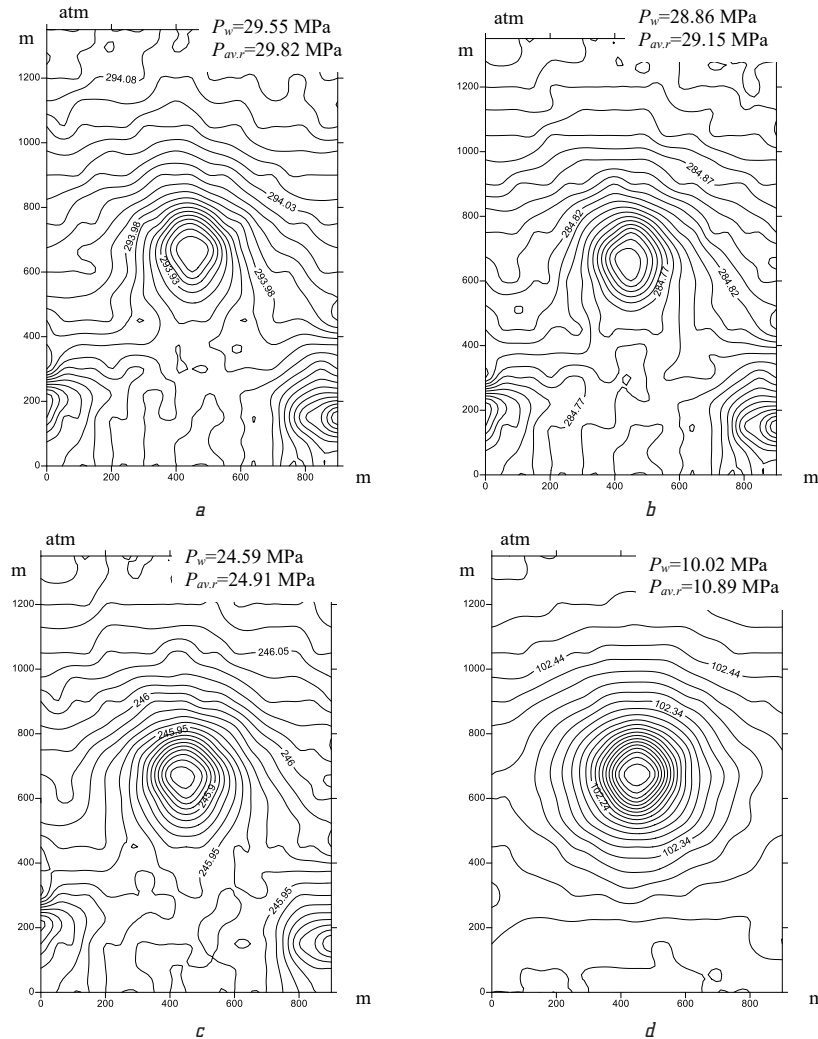 atm
m
P_w=29.55 MPa
P_av.r=29.82 MPa
1200
1000
800
600
400
200
0
0 200 400 600 800
294.08
294.03
293.98
293.93
293.98
m
a
atm
m
P_w=28.86 MPa
P_av.r=29.15 MPa
1200
1000
800
600
400
200
0
0 200 400 600 800
284.87
284.82
284.77
284.82
284.77
m
b
atm
m
P_w=24.59 MPa
P_av.r=24.91 MPa
1200
1000
800
600
400
200
0
0 200 400 600 800
246.05
246
245.95
246
245.9
245.95
245.95
m
c
atm
m
P_w=10.02 MPa
P_av.r=10.89 MPa
1200
1000
800
600
400
200
0
0 200 400 600 800
102.44
102.44
102.34
102.24
102.34
d